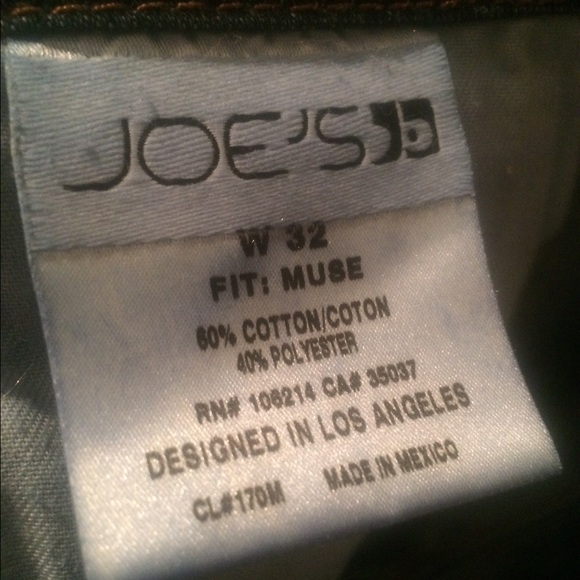 JOE'S Jb
W 32
FIT: MUSE
60% COTTON/COTON
40% POLYESTER
RN# 106214 CA# 35037
DESIGNED IN LOS ANGELES
CL#170M MADE IN MEXICO